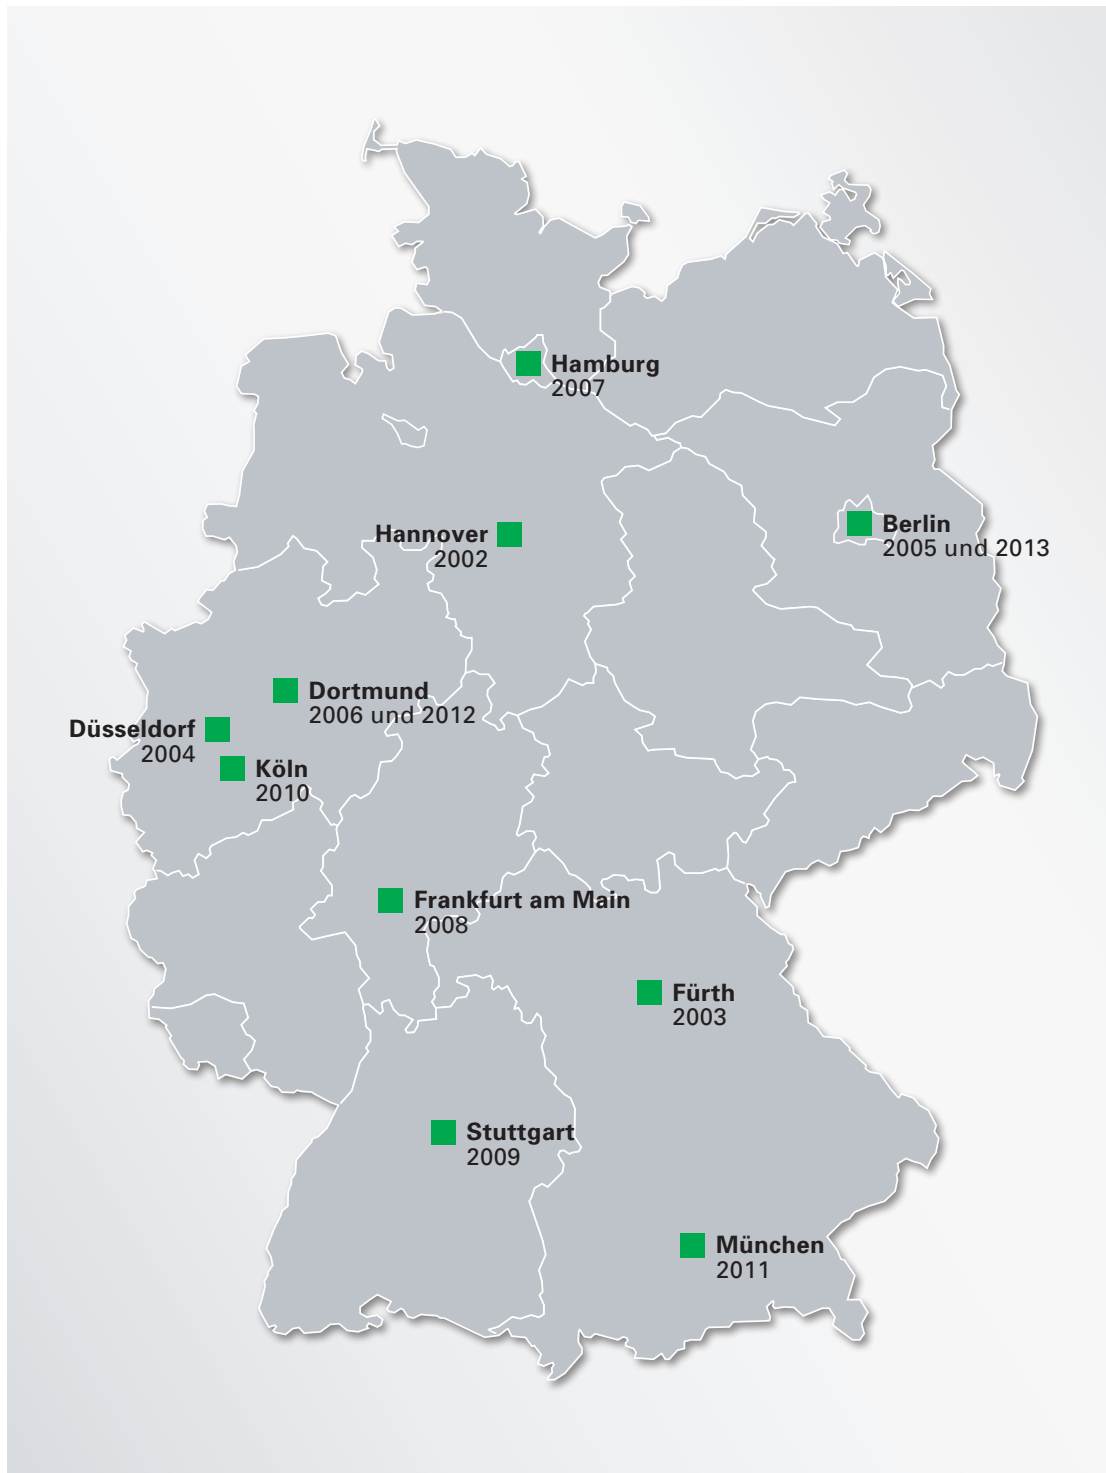 Hamburg
2007
Hannover
2002
Berlin
2005 und 2013
Dortmund
2006 und 2012
Düsseldorf
2004
Köln
2010
Frankfurt am Main
2008
Fürth
2003
Stuttgart
2009
München
2011